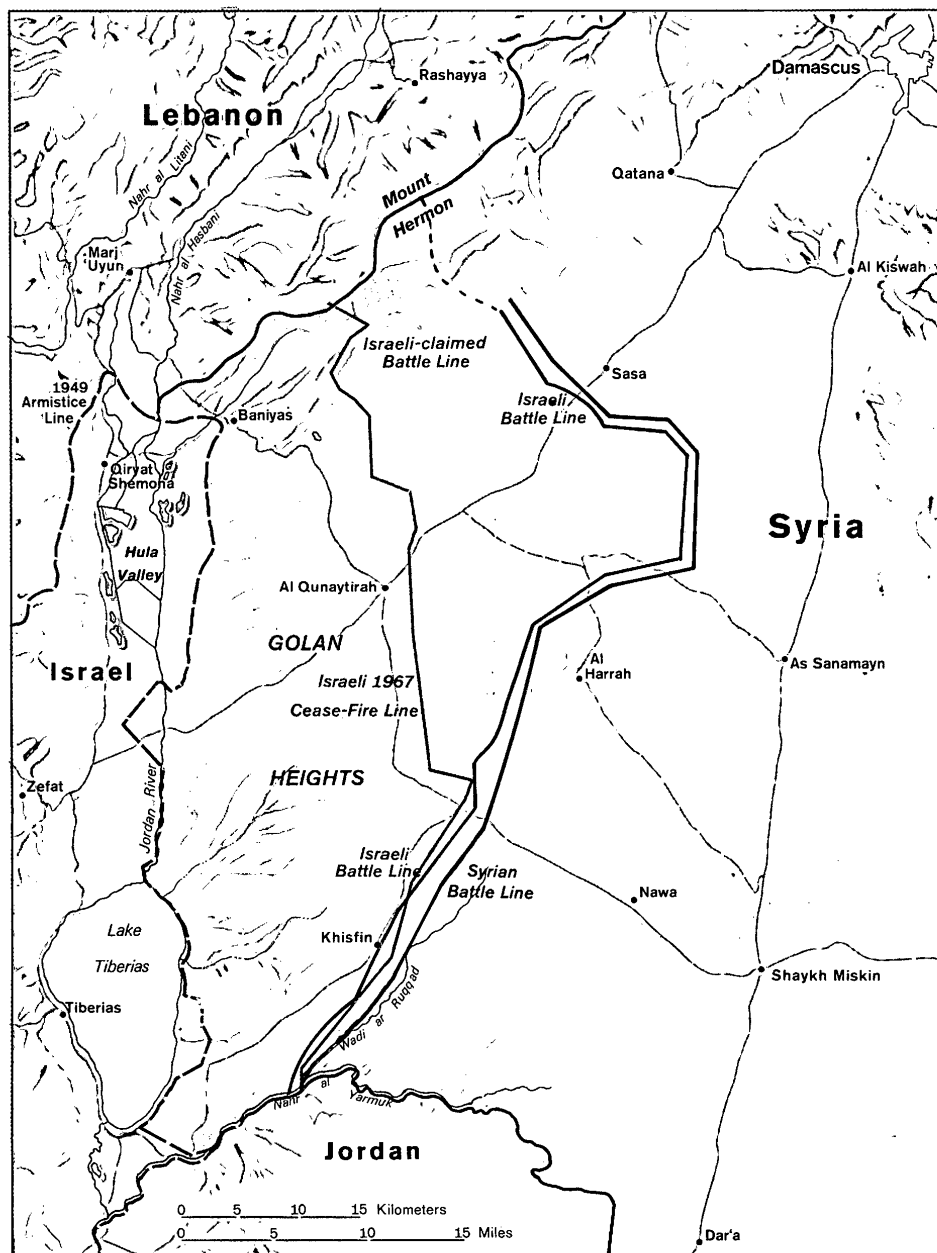 Rashayya
Damascus
Lebanon
Nahr al Litani
Qatana
Mount
Hermon
Nahr al Hasbani
Marj
'Uyun
Al Kiswah
Israeli-claimed
Battle Line
Sasa
1949
Armistice
Line
Israeli
Battle Line
Baniyas
Qiryat
Shemona
Syria
Hula
Valley
Al Qunaytirah
GOLAN
Israel
Israeli 1967
Cease-Fire Line
Al
Harrah
As Sanamayn
HEIGHTS
Zefat
Jordan River
Israeli
Battle Line
Syrian
Battle Line
Nawa
Lake
Tiberias
Khisfin
Shaykh Miskin
Tiberias
Wadi ar Ruqqad
Nahr al Yarmuk
Jordan
0 5 10 15 Kilometers
0 5 10 15 Miles
Dar'a